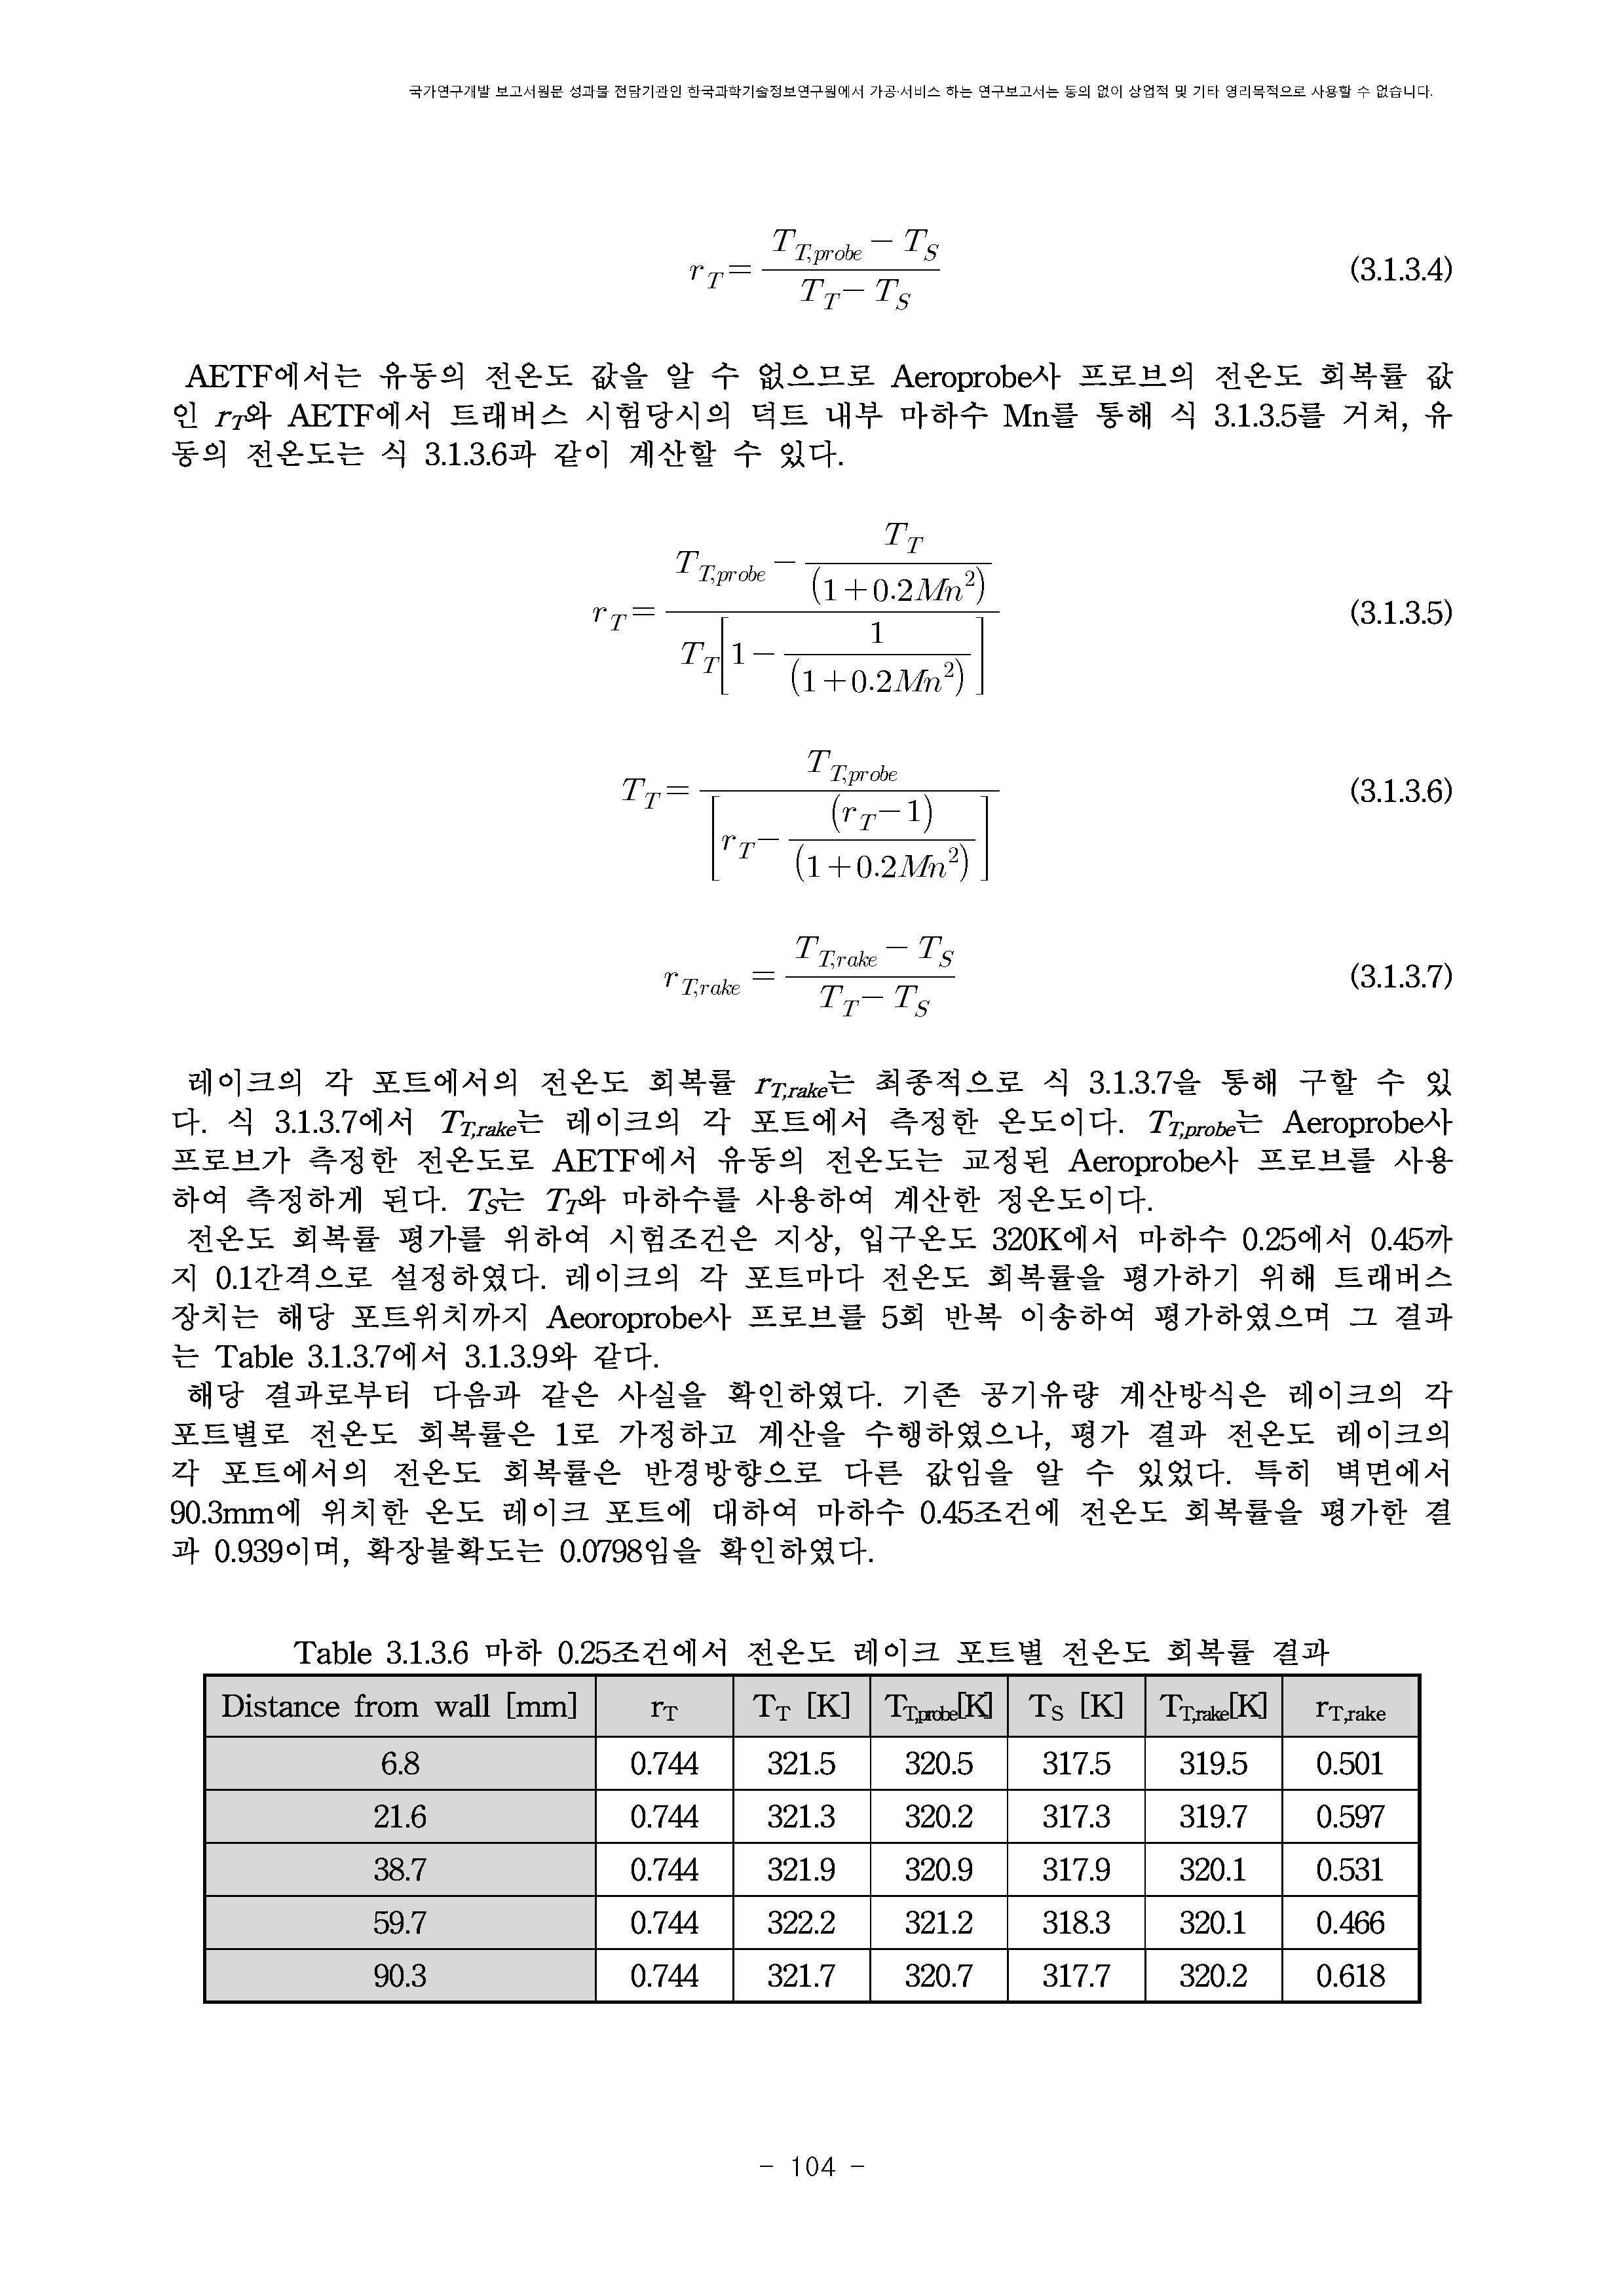 국가연구개발 보고서원문 성과물 전담기관인 한국과학기술정보연구원에서 가공·서비스 하는 연구보고서는 동의 없이 상업적 및 기타 영리목적으로 사용할 수 없습니다.
r_T = (T_{T,probe} - T_S) / (T_T - T_S) (3.1.3.4)
AETF에서는 유동의 전온도 값을 알 수 없으므로 Aeroprobe사 프로브의 전온도 회복률 값
인 r_T와 AETF에서 트래버스 시험당시의 덕트 내부 마하수 Mn를 통해 식 3.1.3.5를 거쳐, 유
동의 전온도는 식 3.1.3.6과 같이 계산할 수 있다.
r_T = (T_{T,probe} - T_T / (1+0.2Mn²)) / (T_T[1 - 1 / (1+0.2Mn²)]) (3.1.3.5)
T_T = T_{T,probe} / [r_T - (r_T-1) / (1+0.2Mn²)] (3.1.3.6)
r_{T,rake} = (T_{T,rake} - T_S) / (T_T - T_S) (3.1.3.7)
레이크의 각 포트에서의 전온도 회복률 r_{T,rake}는 최종적으로 식 3.1.3.7을 통해 구할 수 있
다. 식 3.1.3.7에서 T_{T,rake}는 레이크의 각 포트에서 측정한 온도이다. T_{T,probe}는 Aeroprobe사
프로브가 측정한 전온도로 AETF에서 유동의 전온도는 교정된 Aeroprobe사 프로브를 사용
하여 측정하게 된다. T_S는 T_T와 마하수를 사용하여 계산한 정온도이다.
전온도 회복률 평가를 위하여 시험조건은 지상, 입구온도 320K에서 마하수 0.25에서 0.45까
지 0.1간격으로 설정하였다. 레이크의 각 포트마다 전온도 회복률을 평가하기 위해 트래버스
장치는 해당 포트위치까지 Aeoroprobe사 프로브를 5회 반복 이송하여 평가하였으며 그 결과
는 Table 3.1.3.7에서 3.1.3.9와 같다.
해당 결과로부터 다음과 같은 사실을 확인하였다. 기존 공기유량 계산방식은 레이크의 각
포트별로 전온도 회복률은 1로 가정하고 계산을 수행하였으나, 평가 결과 전온도 레이크의
각 포트에서의 전온도 회복률은 반경방향으로 다른 값임을 알 수 있었다. 특히 벽면에서
90.3mm에 위치한 온도 레이크 포트에 대하여 마하수 0.45조건에 전온도 회복률을 평가한 결
과 0.939이며, 확장불확도는 0.0798임을 확인하였다.
Table 3.1.3.6 마하 0.25조건에서 전온도 레이크 포트별 전온도 회복률 결과
Distance from wall [mm] r_T T_T [K] T_{T,probe}[K] T_S [K] T_{T,rake}[K] r_{T,rake}
6.8 0.744 321.5 320.5 317.5 319.5 0.501
21.6 0.744 321.3 320.2 317.3 319.7 0.597
38.7 0.744 321.9 320.9 317.9 320.1 0.531
59.7 0.744 322.2 321.2 318.3 320.1 0.466
90.3 0.744 321.7 320.7 317.7 320.2 0.618
- 104 -